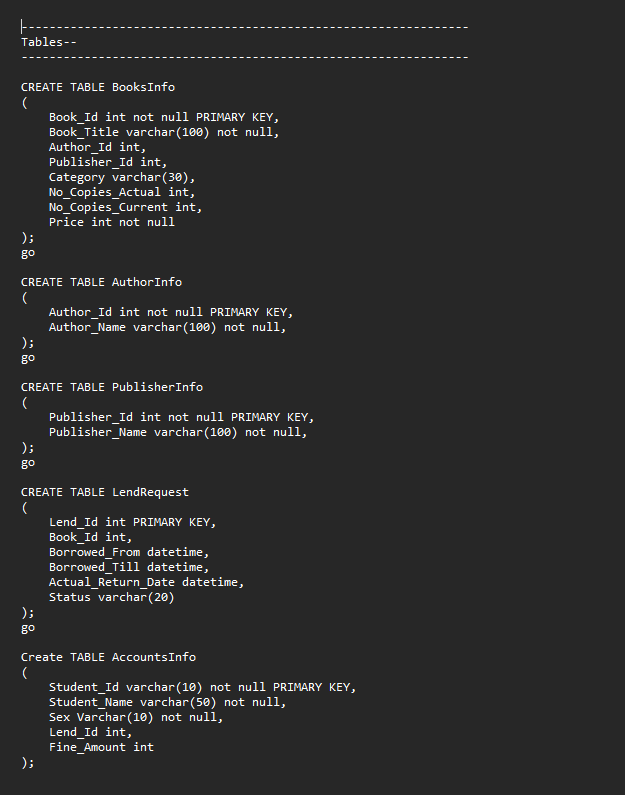 ----------------------------------------------------------------
Tables--
----------------------------------------------------------------
CREATE TABLE BooksInfo
(
    Book_Id int not null PRIMARY KEY,
    Book_Title varchar(100) not null,
    Author_Id int,
    Publisher_Id int,
    Category varchar(30),
    No_Copies_Actual int,
    No_Copies_Current int,
    Price int not null
);
go
CREATE TABLE AuthorInfo
(
    Author_Id int not null PRIMARY KEY,
    Author_Name varchar(100) not null,
);
go
CREATE TABLE PublisherInfo
(
    Publisher_Id int not null PRIMARY KEY,
    Publisher_Name varchar(100) not null,
);
go
CREATE TABLE LendRequest
(
    Lend_Id int PRIMARY KEY,
    Book_Id int,
    Borrowed_From datetime,
    Borrowed_Till datetime,
    Actual_Return_Date datetime,
    Status varchar(20)
);
go
Create TABLE AccountsInfo
(
    Student_Id varchar(10) not null PRIMARY KEY,
    Student_Name varchar(50) not null,
    Sex Varchar(10) not null,
    Lend_Id int,
    Fine_Amount int
);